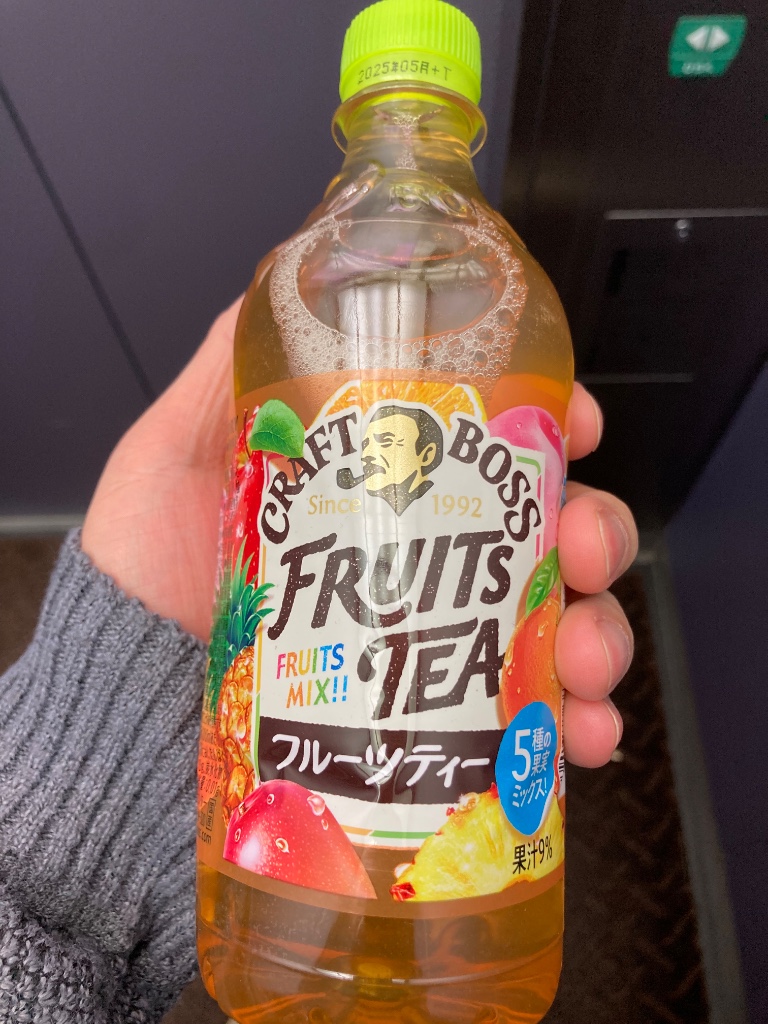 2025年05月+T
CRAFT BOSS
Since 1992
FRUITS
TEA
FRUITS
MIX!!
フルーツティー
5種の
果実
ミックス!
果汁9%